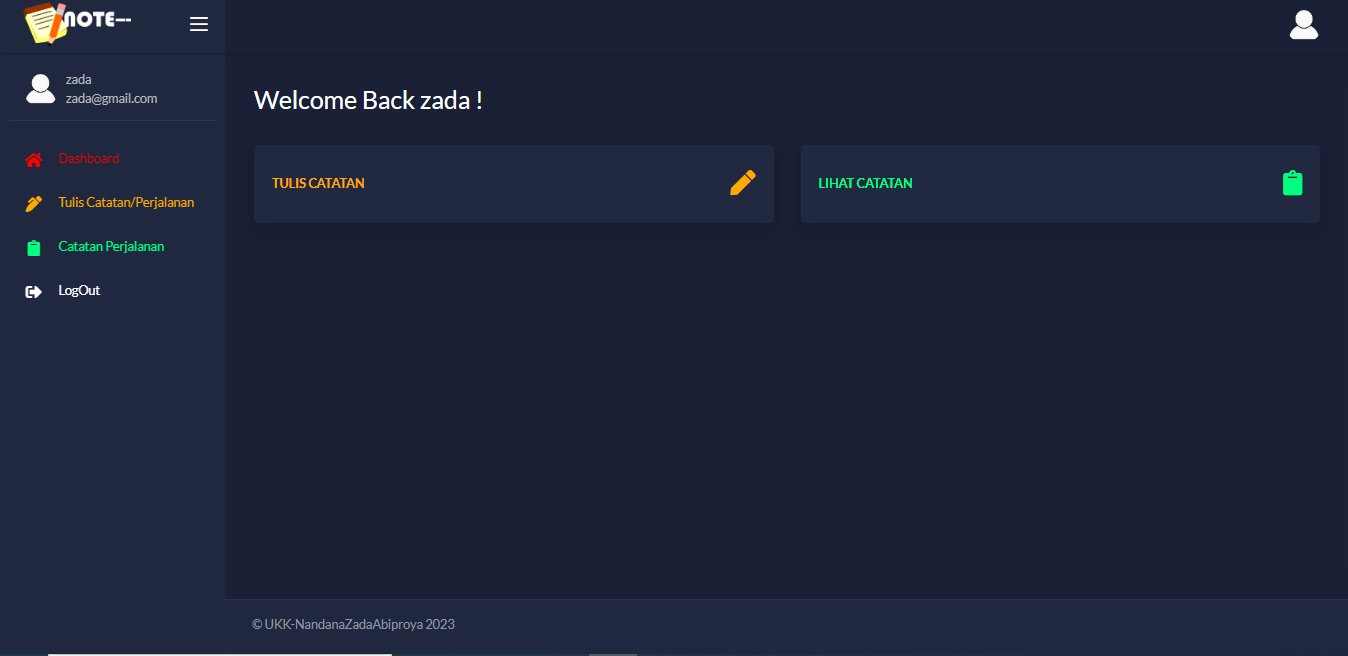 NOTE--
zada
zada@gmail.com
Dashboard
Tulis Catatan/Perjalanan
Catatan Perjalanan
LogOut
Welcome Back zada !
TULIS CATATAN
LIHAT CATATAN
© UKK-NandanaZadaAbiproya 2023